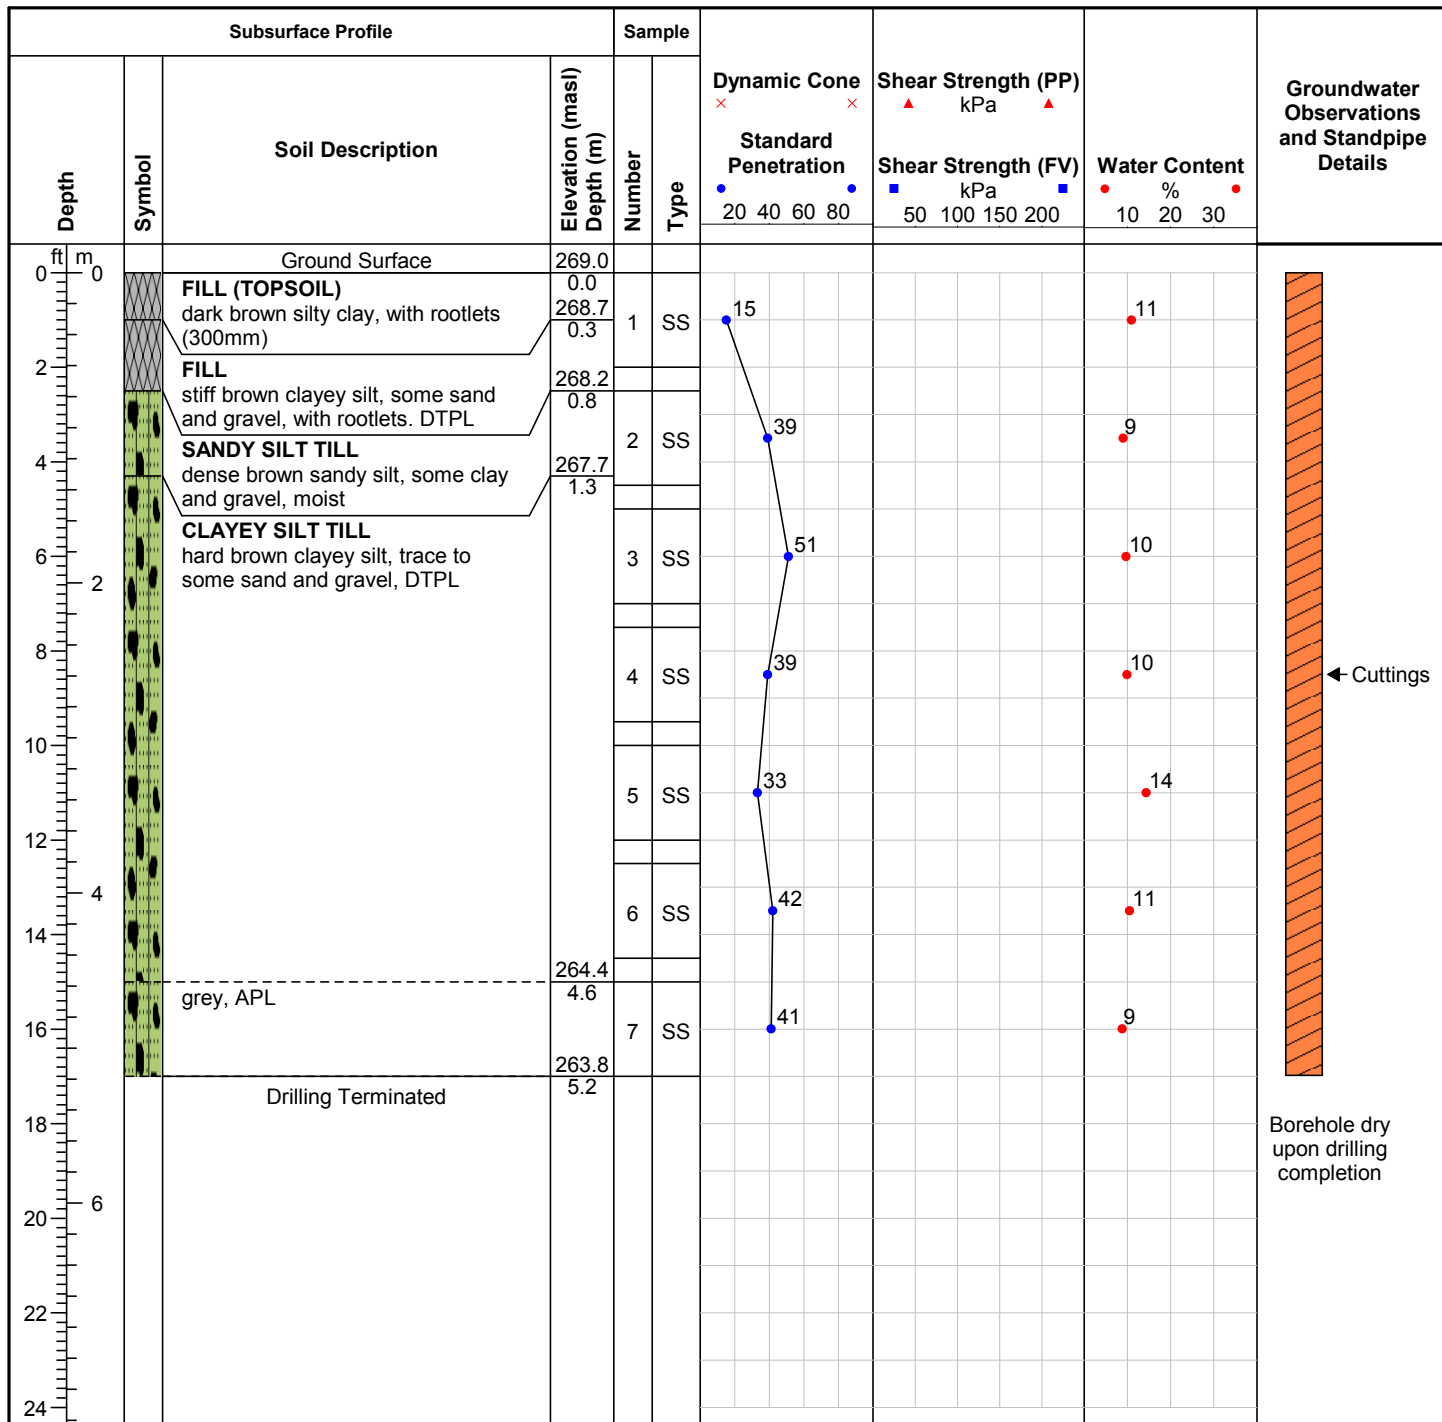 Subsurface Profile
Sample
Depth
Symbol
Soil Description
Elevation (masl)
Depth (m)
Number
Type
Dynamic Cone
Standard
Penetration
20 40 60 80
Shear Strength (PP)
kPa
Shear Strength (FV)
kPa
50 100 150 200
Water Content
%
10 20 30
Groundwater
Observations
and Standpipe
Details
ft m
Ground Surface 269.0
0 0
0.0
FILL (TOPSOIL)
dark brown silty clay, with rootlets
(300mm)
268.7
0.3
1 SS 15 11
2
FILL
stiff brown clayey silt, some sand
and gravel, with rootlets. DTPL
268.2
0.8
2 SS 39 9
4
SANDY SILT TILL
dense brown sandy silt, some clay
and gravel, moist
267.7
1.3
CLAYEY SILT TILL
hard brown clayey silt, trace to
some sand and gravel, DTPL
6
2
3 SS 51 10
8
4 SS 39 10
Cuttings
10
5 SS 33 14
12
4
6 SS 42 11
14
264.4
4.6
grey, APL
16
7 SS 41 9
263.8
5.2
Drilling Terminated
18
Borehole dry
upon drilling
completion
6
20
22
24